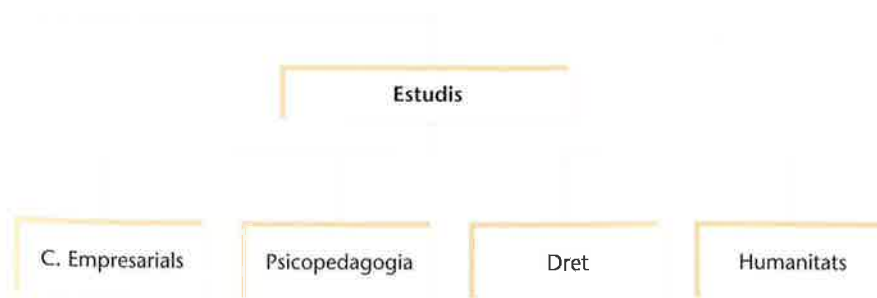 Estudis
C. Empresarials
Psicopedagogia
Dret
Humanitats